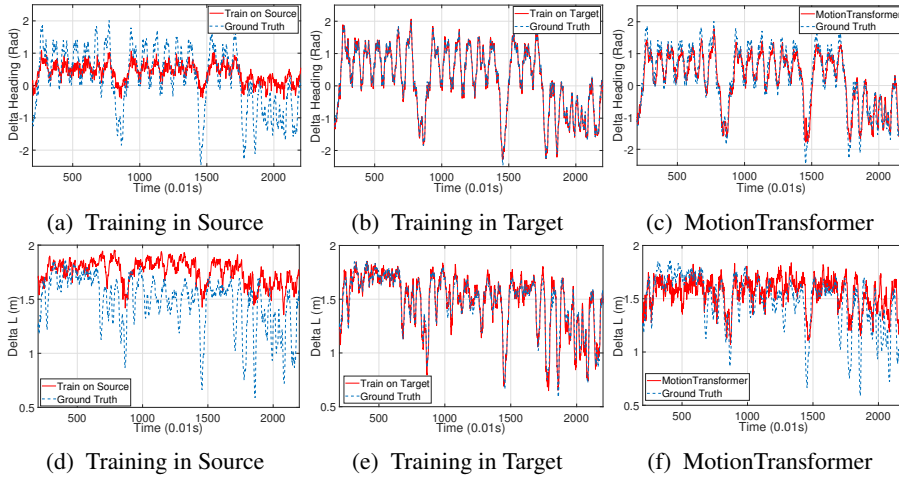 Train on Source
Ground Truth
Delta Heading (Rad)
2
1
0
-1
-2
500
1000
1500
2000
Time (0.01s)
(a) Training in Source
Train on Target
Ground Truth
Delta Heading (Rad)
2
1
0
-1
-2
500
1000
1500
2000
Time (0.01s)
(b) Training in Target
MotionTransformer
Ground Truth
Delta Heading (Rad)
2
1
0
-1
-2
500
1000
1500
2000
Time (0.01s)
(c) MotionTransformer
Delta L (m)
2
1.5
1
0.5
Train on Source
Ground Truth
500
1000
1500
2000
Time (0.01s)
(d) Training in Source
Delta L (m)
2
1.5
1
0.5
Train on Target
Ground Truth
500
1000
1500
2000
Time (0.01s)
(e) Training in Target
Delta L (m)
2
1.5
1
0.5
MotionTransformer
Ground Truth
500
1000
1500
2000
Time (0.01s)
(f) MotionTransformer